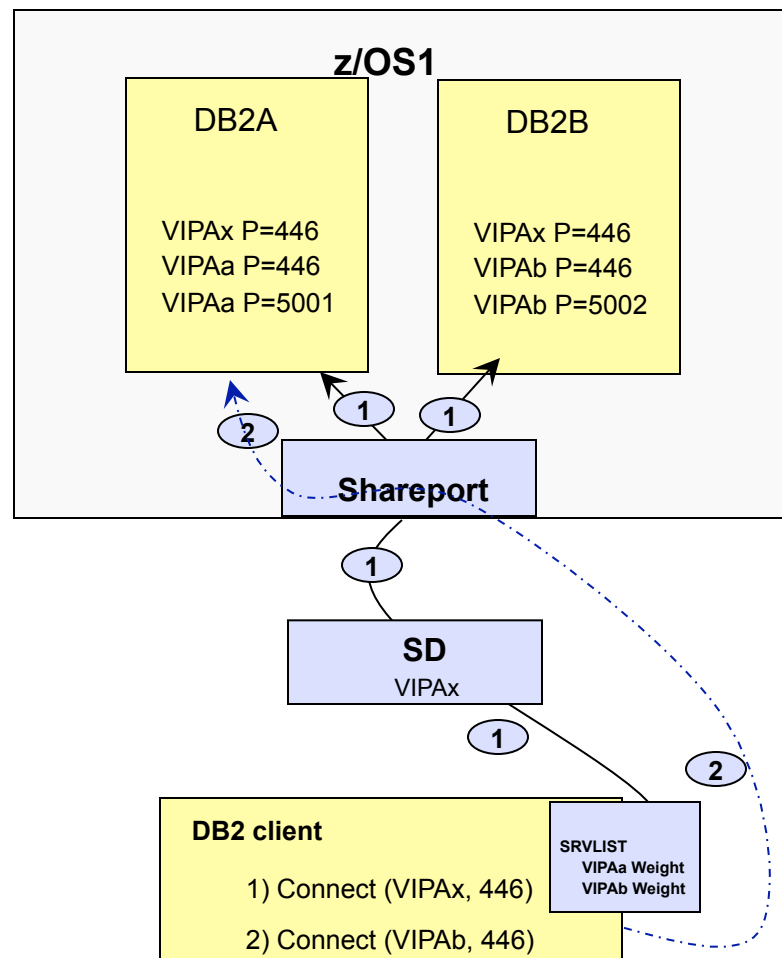 z/OS1
DB2A
VIPAx P=446
VIPAa P=446
VIPAa P=5001
DB2B
VIPAx P=446
VIPAb P=446
VIPAb P=5002
1
1
2
Shareport
1
SD
VIPAx
1
2
DB2 client
1) Connect (VIPAx, 446)
2) Connect (VIPAb, 446)
SRVLIST
VIPAa Weight
VIPAb Weight